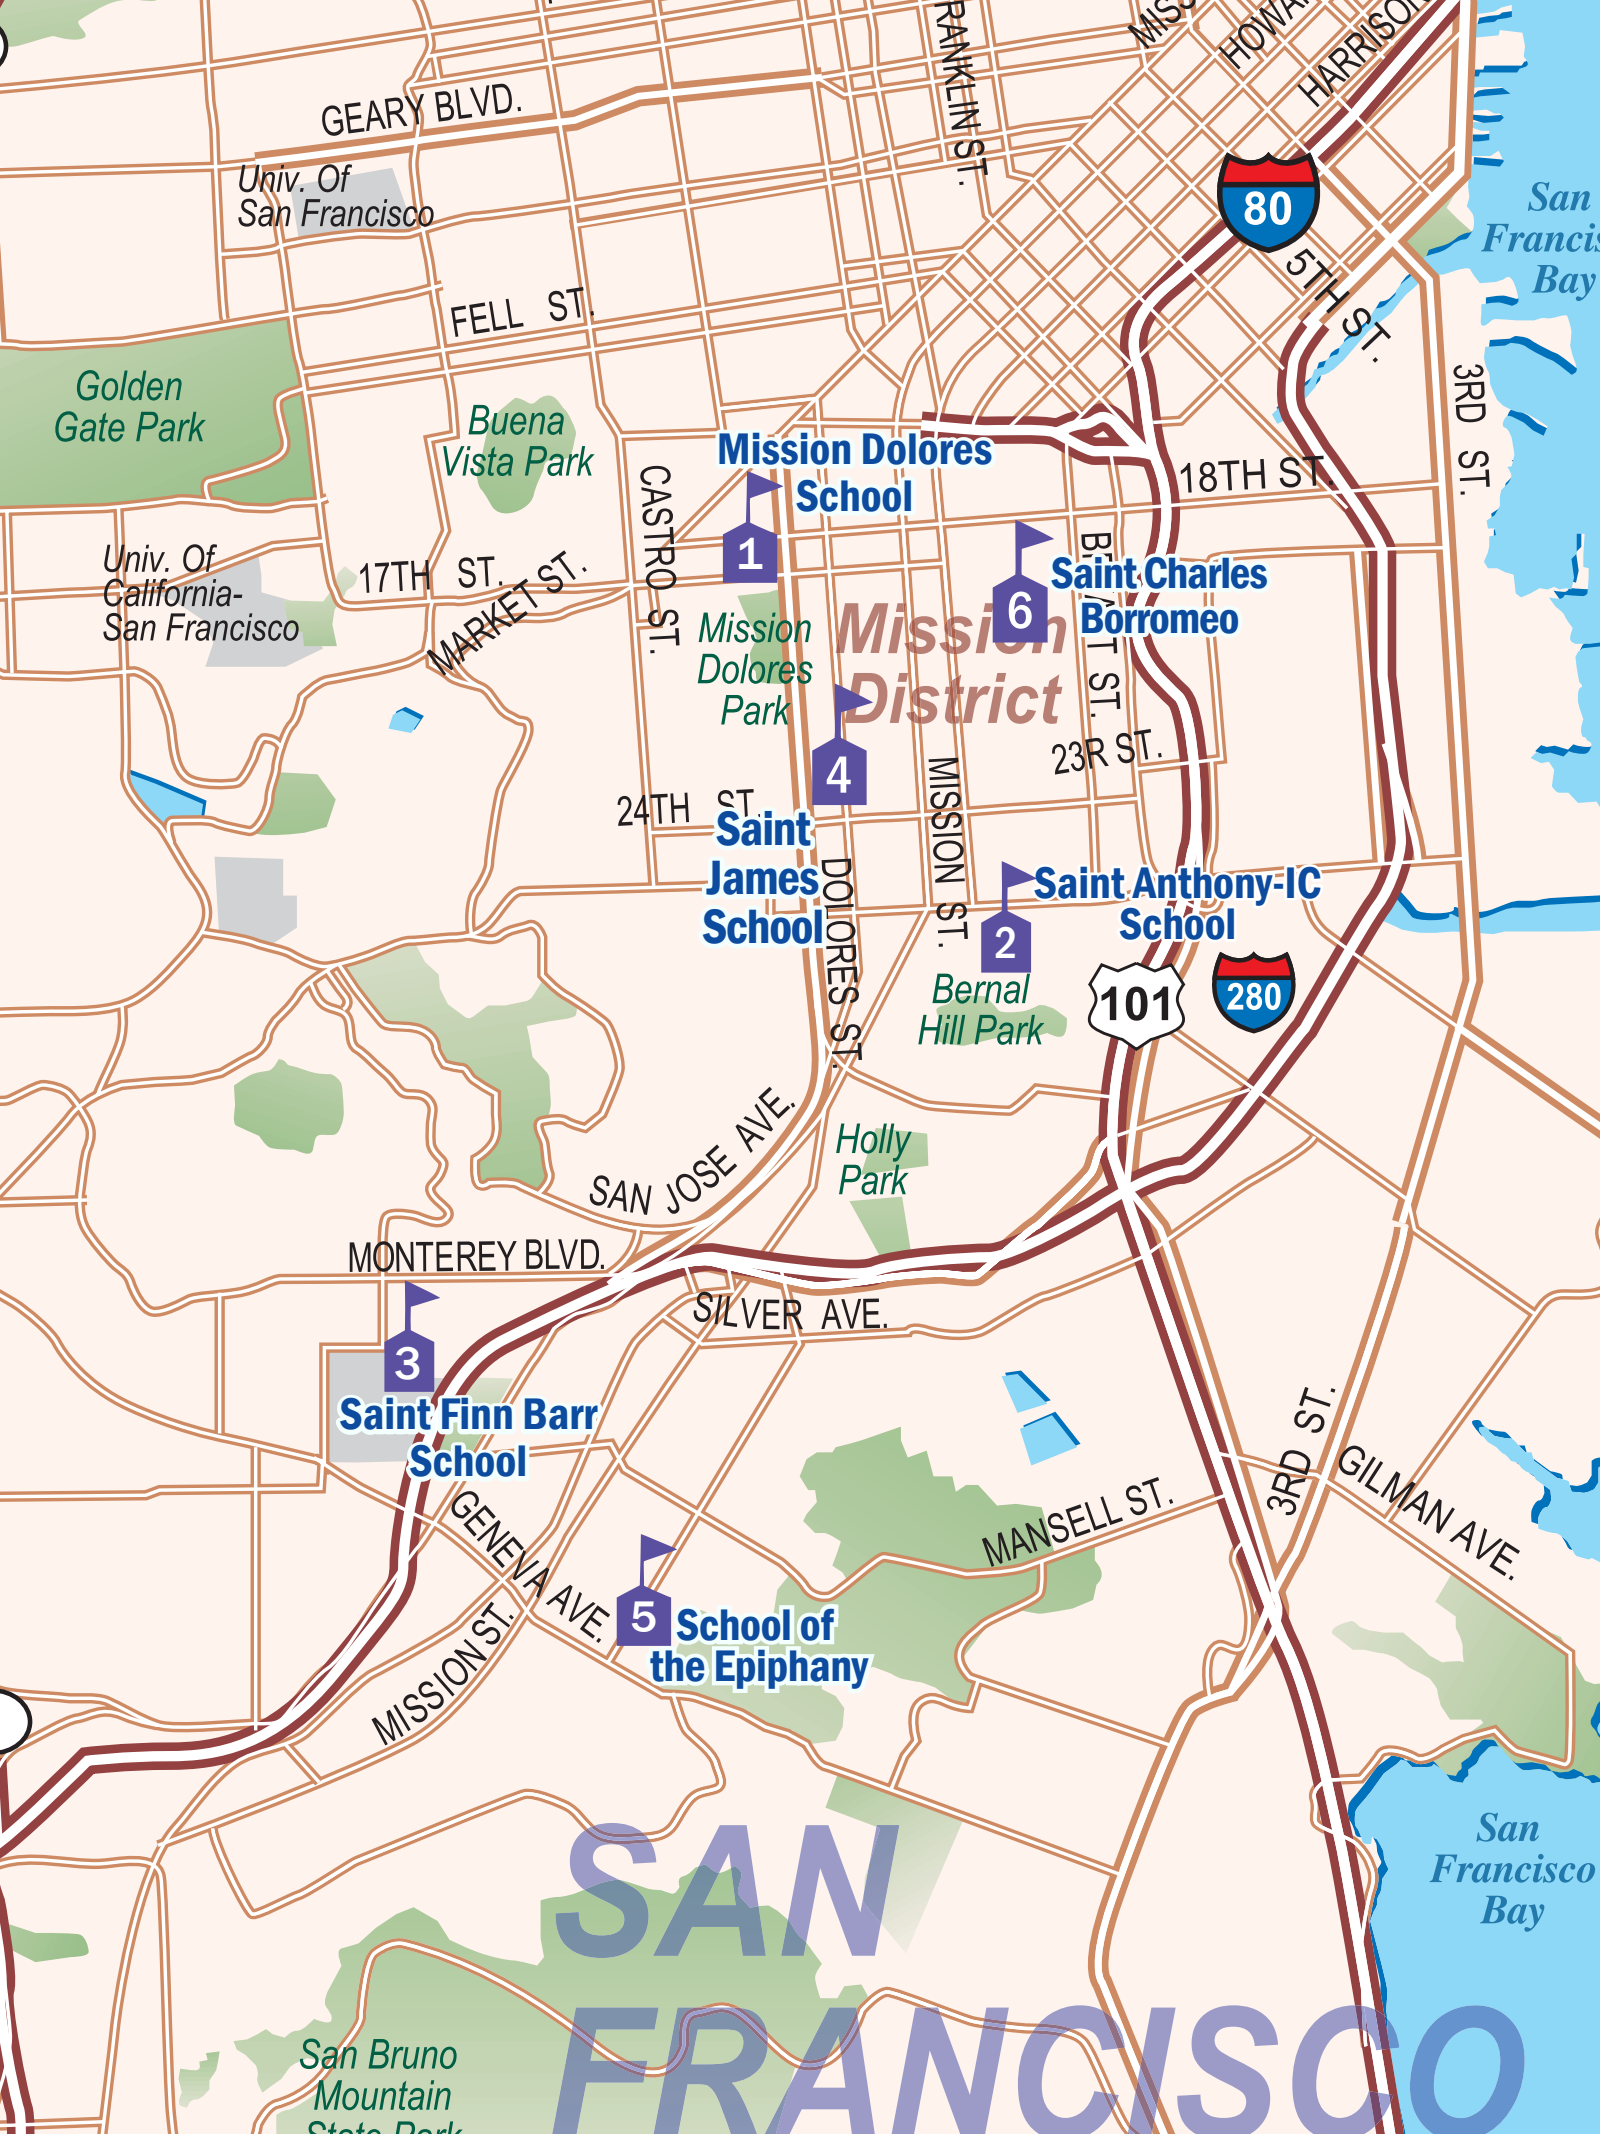 RANKLIN ST.
MISS
HOWAR
HARRISON
GEARY BLVD.
Univ. Of
San Francisco
80
San
Francis
Bay
5TH ST.
FELL ST.
3RD ST.
Golden
Gate Park
Buena
Vista Park
Mission Dolores
School
1
CASTRO ST.
18TH ST.
Univ. Of
California-
San Francisco
17TH ST.
MARKET ST.
6
Saint Charles
Borromeo
Mission
Dolores
Park
Mission
District
ST.
4
23R ST.
24TH ST.
MISSION ST.
Saint
James
School
DOLORES ST.
2
Saint Anthony-IC
School
Bernal
Hill Park
101
280
SAN JOSE AVE.
Holly
Park
MONTEREY BLVD.
SILVER AVE.
3
Saint Finn Barr
School
3RD ST.
GILMAN AVE.
GENEVA AVE.
MANSELL ST.
MISSION ST.
5
School of
the Epiphany
San
Francisco
Bay
SAN
FRANCISCO
San Bruno
Mountain
State Park